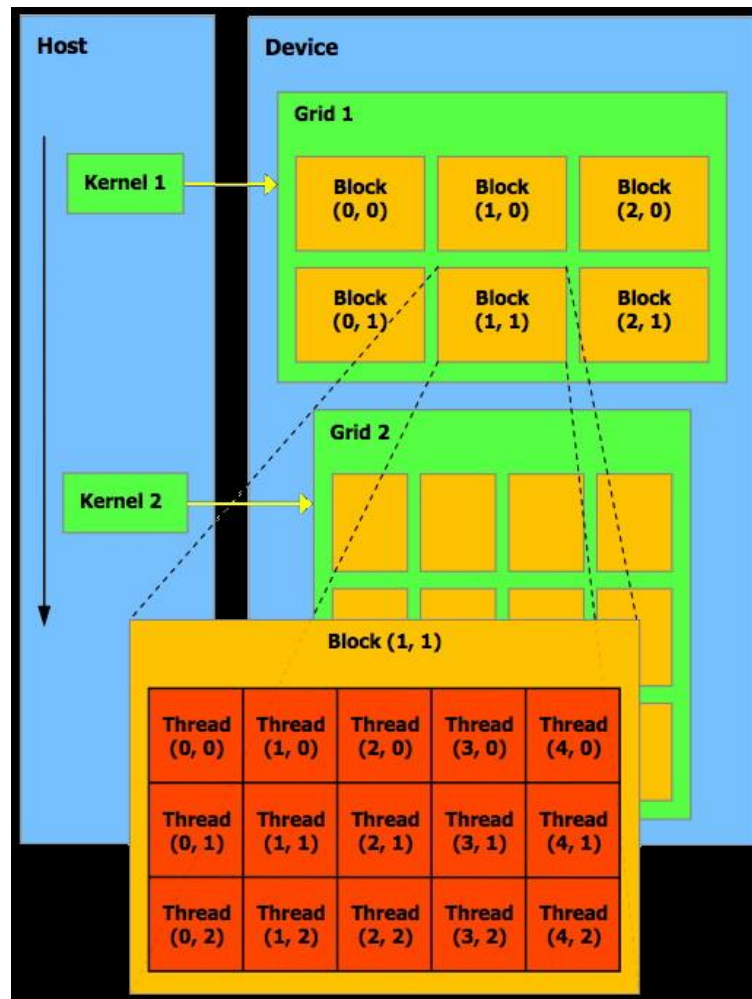 Host
Device
Grid 1
Kernel 1
Block
(0, 0)
Block
(1, 0)
Block
(2, 0)
Block
(0, 1)
Block
(1, 1)
Block
(2, 1)
Grid 2
Kernel 2
Block (1, 1)
Thread
(0, 0)
Thread
(1, 0)
Thread
(2, 0)
Thread
(3, 0)
Thread
(4, 0)
Thread
(0, 1)
Thread
(1, 1)
Thread
(2, 1)
Thread
(3, 1)
Thread
(4, 1)
Thread
(0, 2)
Thread
(1, 2)
Thread
(2, 2)
Thread
(3, 2)
Thread
(4, 2)